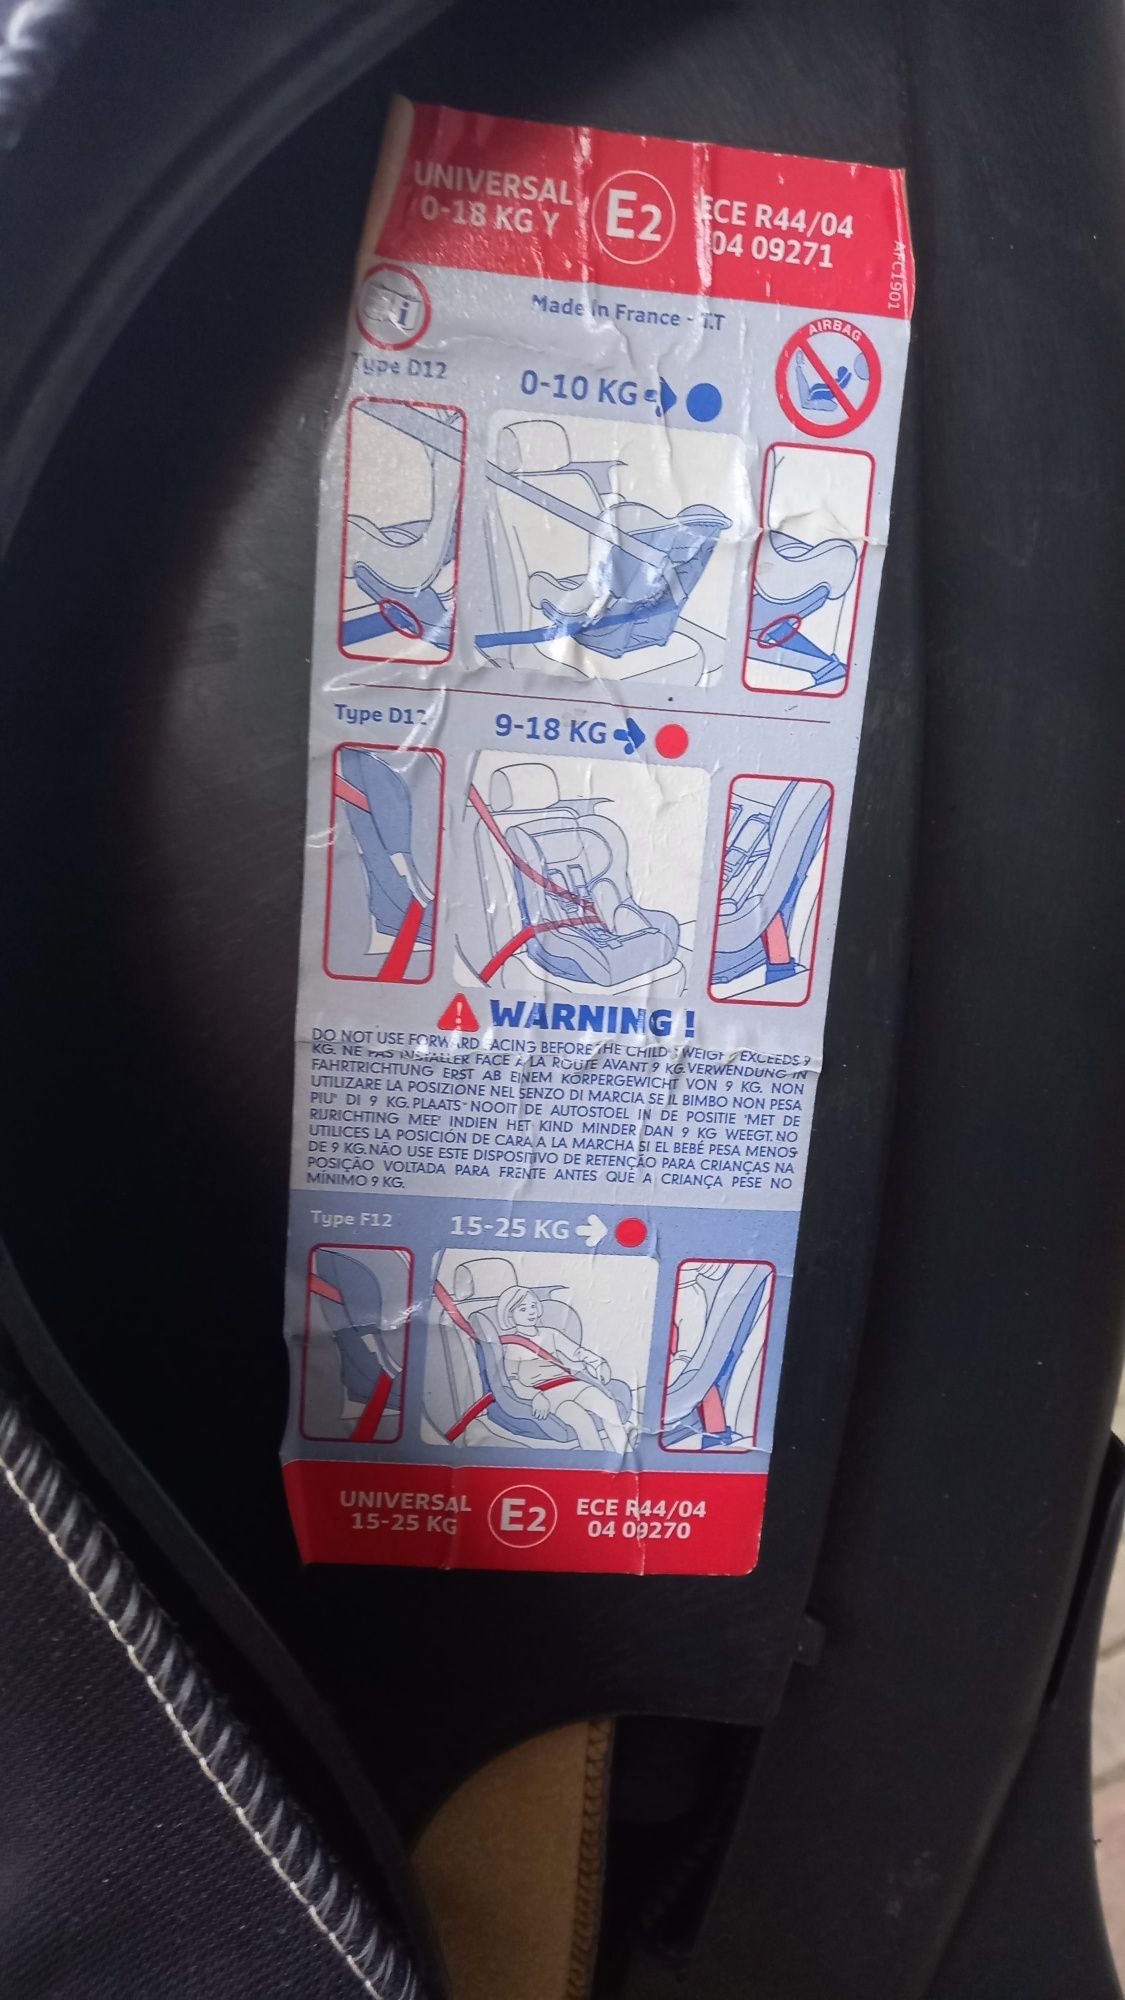 UNIVERSAL
0-18 KG Y
E2
ECE R44/04
04 09271
AFC1901
Made in France - T.T
AIRBAG
i
Type D12
0-10 KG
Type D12
9-18 KG
WARNING !
DO NOT USE FORWARD FACING BEFORE THE CHILD'S WEIGHT EXCEEDS 9
KG. NE PAS INSTALLER FACE A LA ROUTE AVANT 9 KG.VERWENDUNG IN
FAHRTRICHTUNG ERST AB EINEM KÖRPERGEWICHT VON 9 KG. NON
UTILIZARE LA POSIZIONE NEL SENZO DI MARCIA SE IL BIMBO NON PESA
PIU' DI 9 KG.PLAATS NOOIT DE AUTOSTOEL IN DE POSITIE 'MET DE
RIJRICHTING MEE' INDIEN HET KIND MINDER DAN 9 KG WEEGT.NO
UTILICES LA POSICIÓN DE CARA A LA MARCHA SI EL BEBÉ PESA MENOS
DE 9 KG.NÃO USE ESTE DISPOSITIVO DE RETENÇÃO PARA CRIANÇAS NA
POSIÇÃO VOLTADA PARA FRENTE ANTES QUE A CRIANÇA PESE NO
MÍNIMO 9 KG.
Type F12
15-25 KG
UNIVERSAL
15-25 KG
E2
ECE R44/04
04 09270